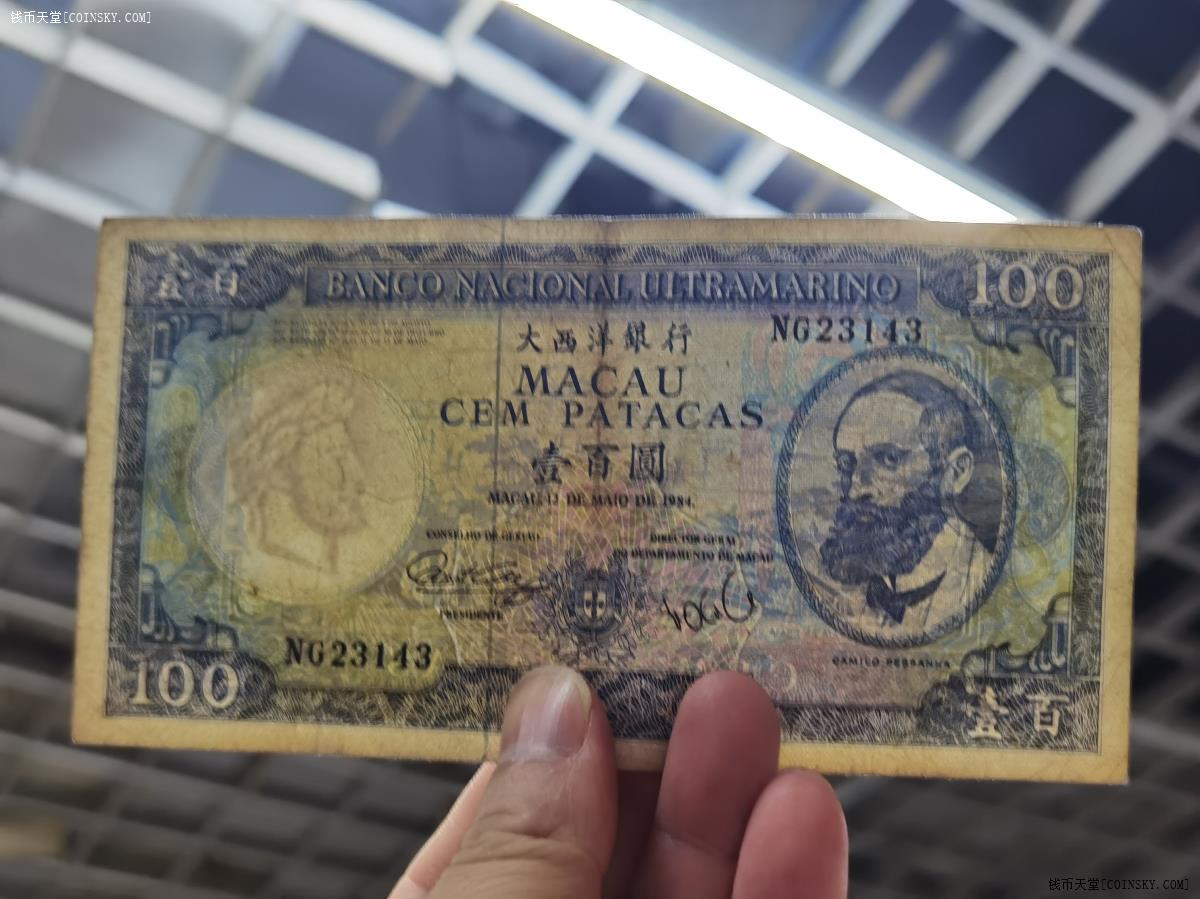 钱币天堂[COINSKY.COM]
壹百
BANCO NACIONAL ULTRAMARINO
100
大西洋銀行
NG23143
MACAU
CEM PATACAS
壹百圓
MACAU, 12 DE MAIO DE 1984
CONSELHO DE GESTÃO
DIRECTOR GERAL
DEPARTAMENTO DE MACAU
PRESIDENTE
NG23143
CAMILO PESSANHA
100
壹百
钱币天堂[COINSKY.COM]